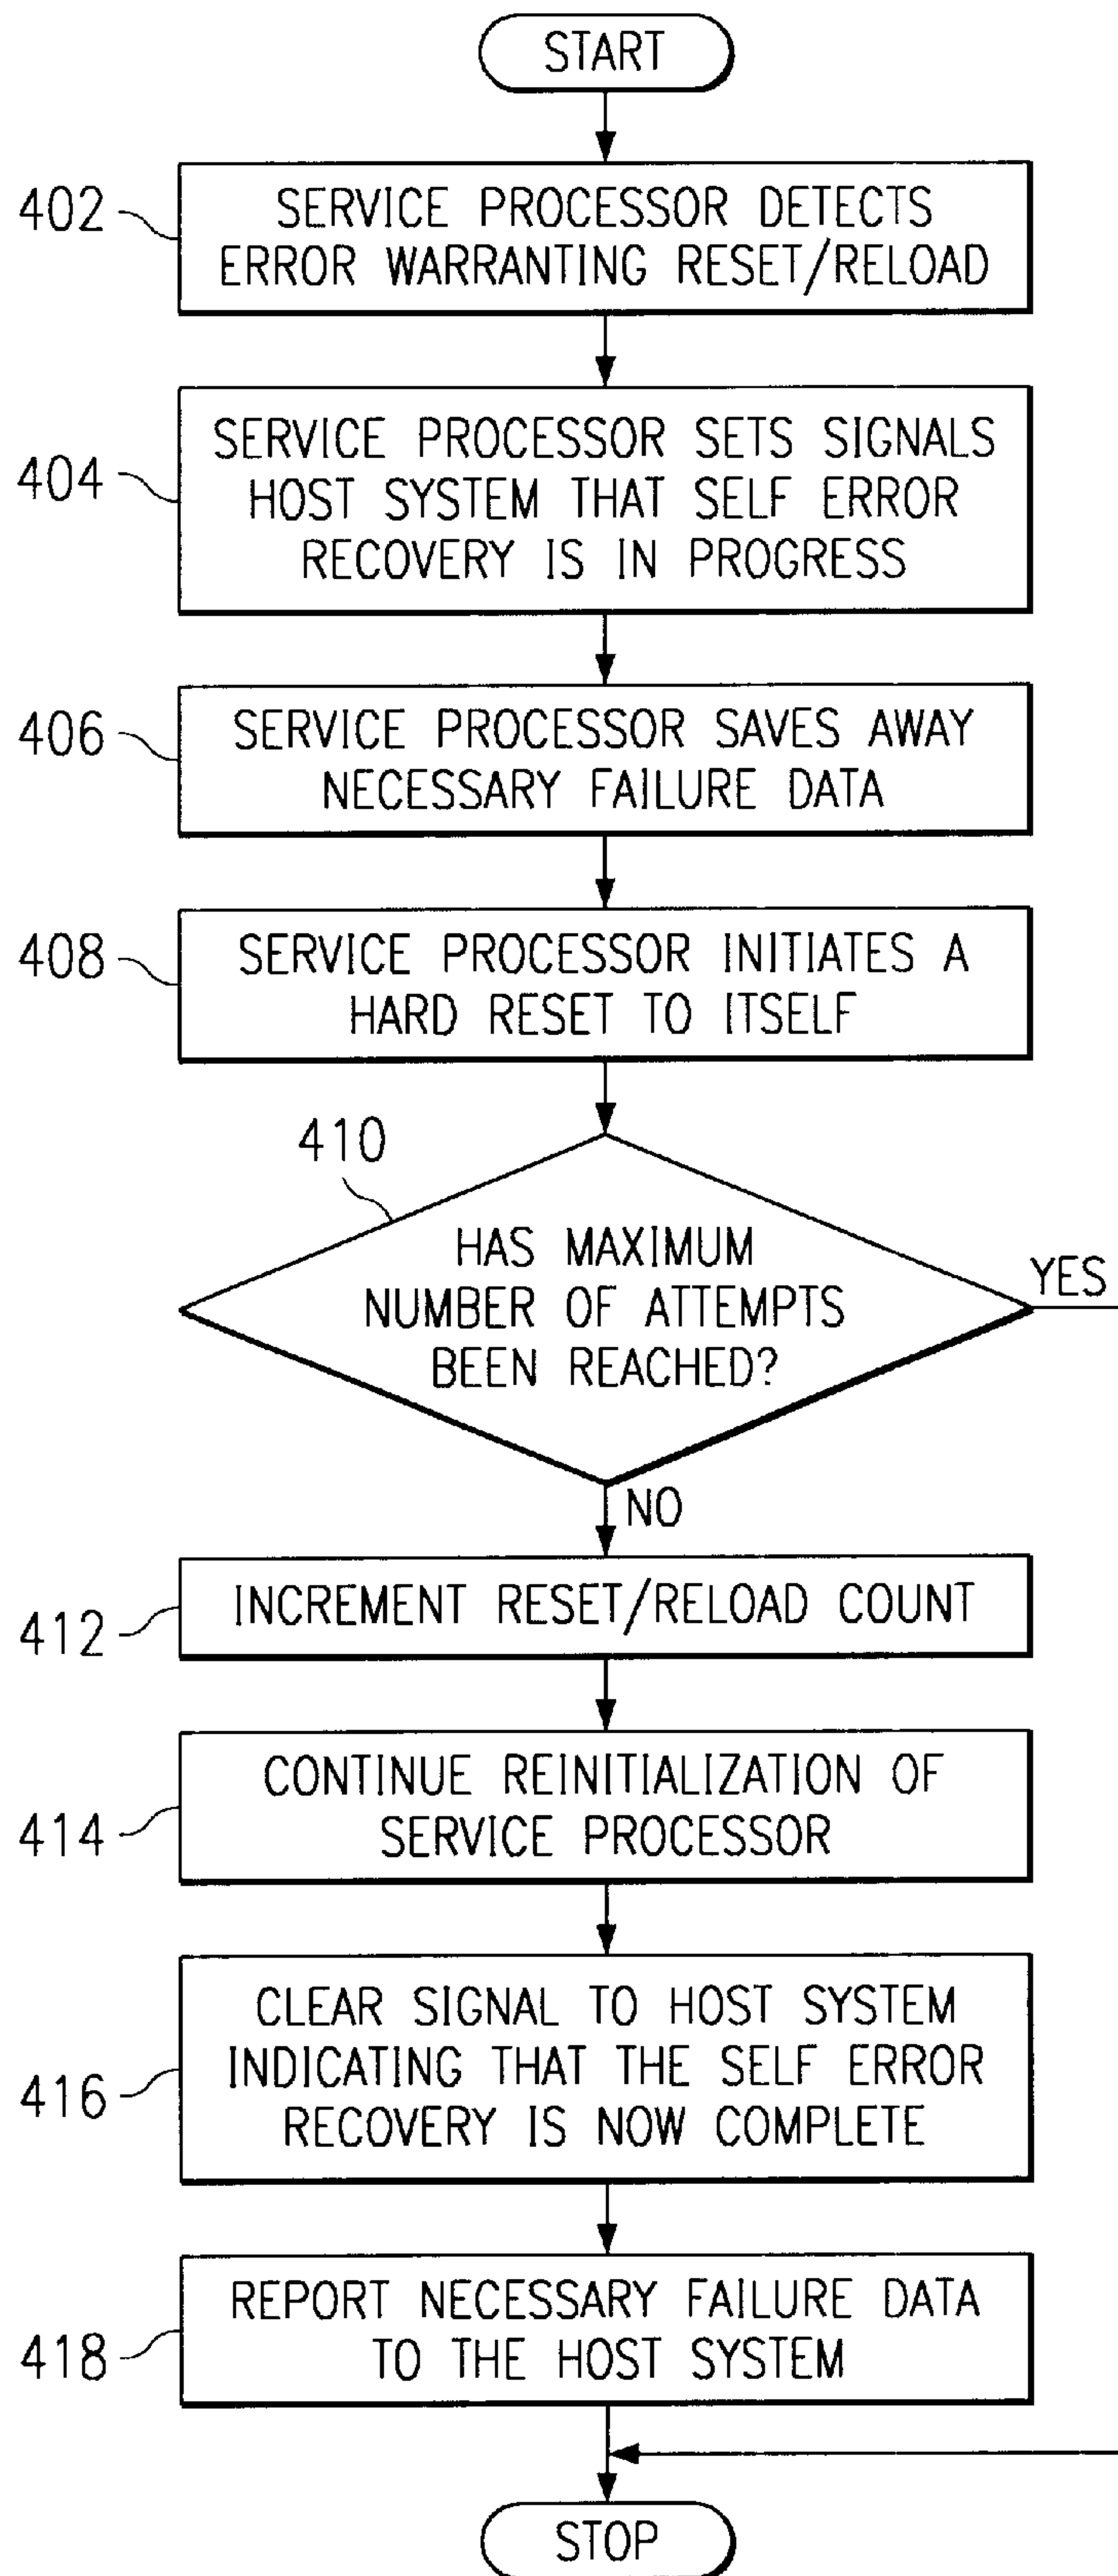 START
402
SERVICE PROCESSOR DETECTS
ERROR WARRANTING RESET/RELOAD
404
SERVICE PROCESSOR SETS SIGNALS
HOST SYSTEM THAT SELF ERROR
RECOVERY IS IN PROGRESS
406
SERVICE PROCESSOR SAVES AWAY
NECESSARY FAILURE DATA
408
SERVICE PROCESSOR INITIATES A
HARD RESET TO ITSELF
410
HAS MAXIMUM
NUMBER OF ATTEMPTS
BEEN REACHED?
YES
NO
412
INCREMENT RESET/RELOAD COUNT
414
CONTINUE REINITIALIZATION OF
SERVICE PROCESSOR
416
CLEAR SIGNAL TO HOST SYSTEM
INDICATING THAT THE SELF ERROR
RECOVERY IS NOW COMPLETE
418
REPORT NECESSARY FAILURE DATA
TO THE HOST SYSTEM
STOP